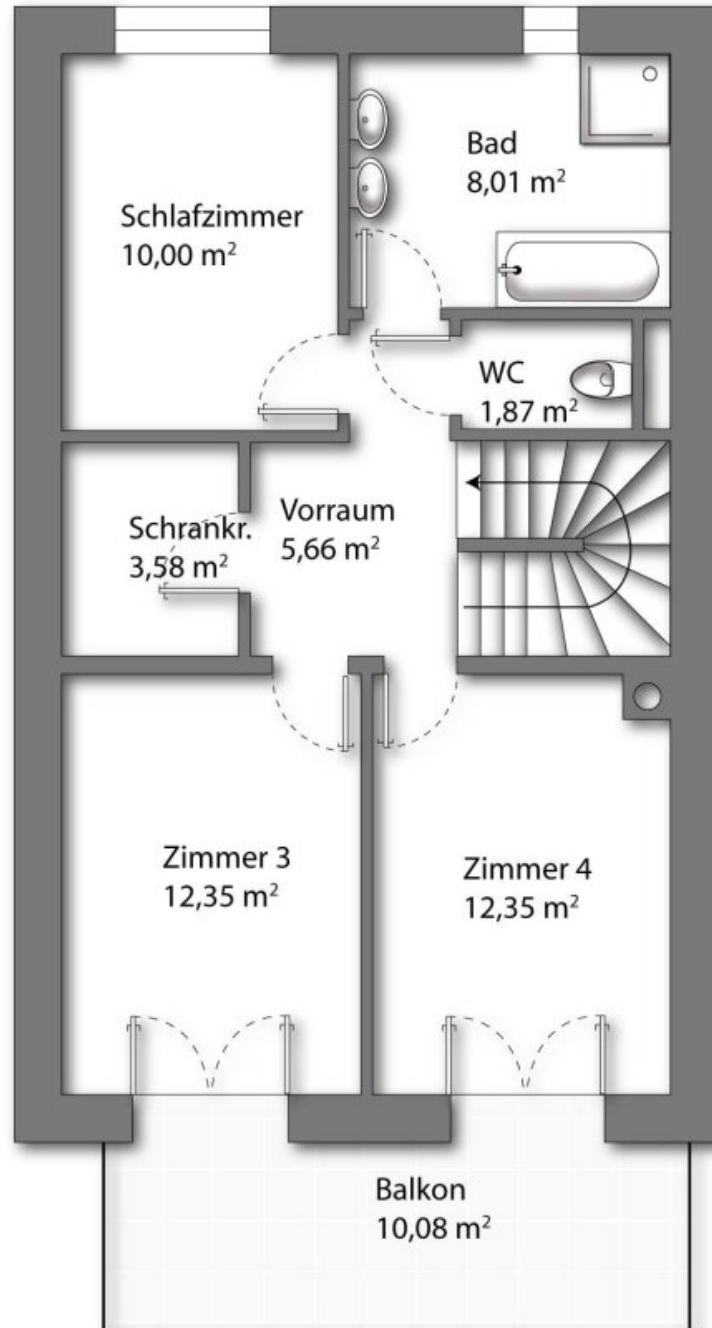 Bad
8,01 m²
Schlafzimmer
10,00 m²
WC
1,87 m²
Vorraum
5,66 m²
Schrankr.
3,58 m²
Zimmer 3
12,35 m²
Zimmer 4
12,35 m²
Balkon
10,08 m²